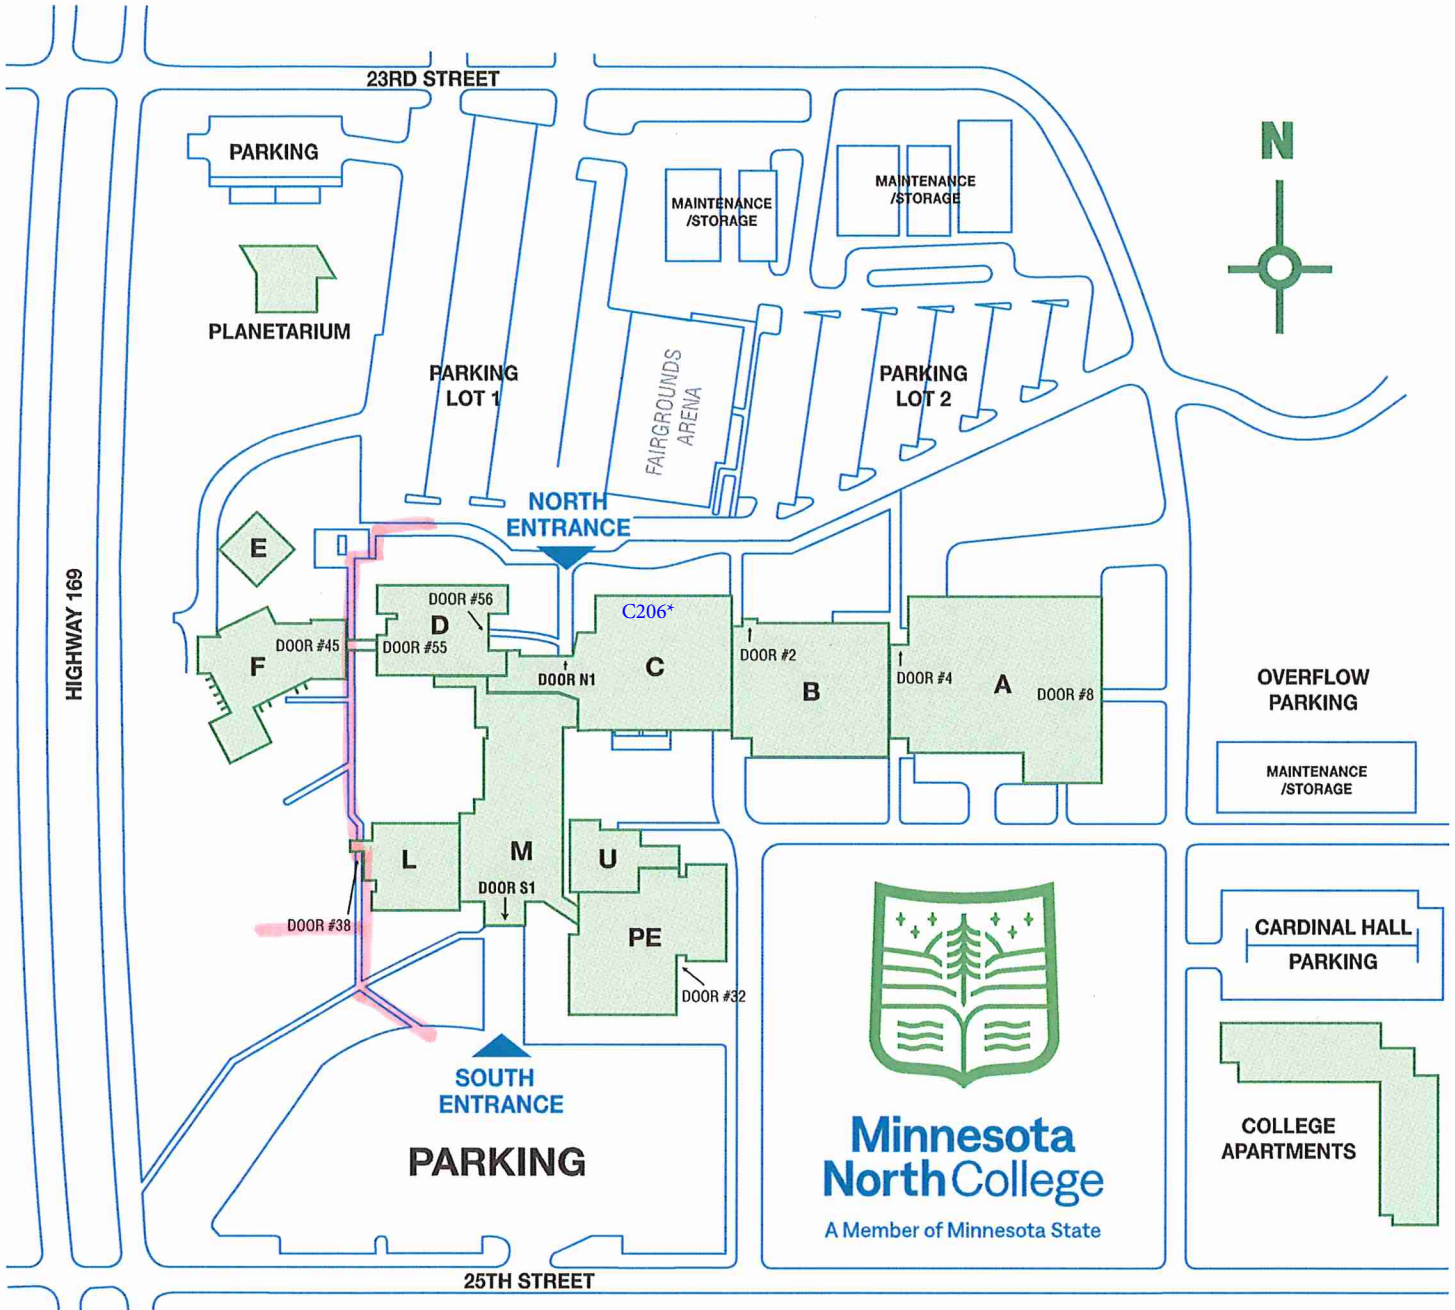 23RD STREET
PARKING
MAINTENANCE
/STORAGE
MAINTENANCE
/STORAGE
N
PLANETARIUM
PARKING
LOT 1
FAIRGROUNDS
ARENA
PARKING
LOT 2
NORTH
ENTRANCE
E
HIGHWAY 169
DOOR #56
D
DOOR #45
DOOR #55
F
C206*
C
DOOR N1
DOOR #2
B
DOOR #4
A
DOOR #8
OVERFLOW
PARKING
MAINTENANCE
/STORAGE
L
M
U
DOOR S1
DOOR #38
PE
DOOR #32
CARDINAL HALL
PARKING
SOUTH
ENTRANCE
PARKING
Minnesota
North College
A Member of Minnesota State
COLLEGE
APARTMENTS
25TH STREET